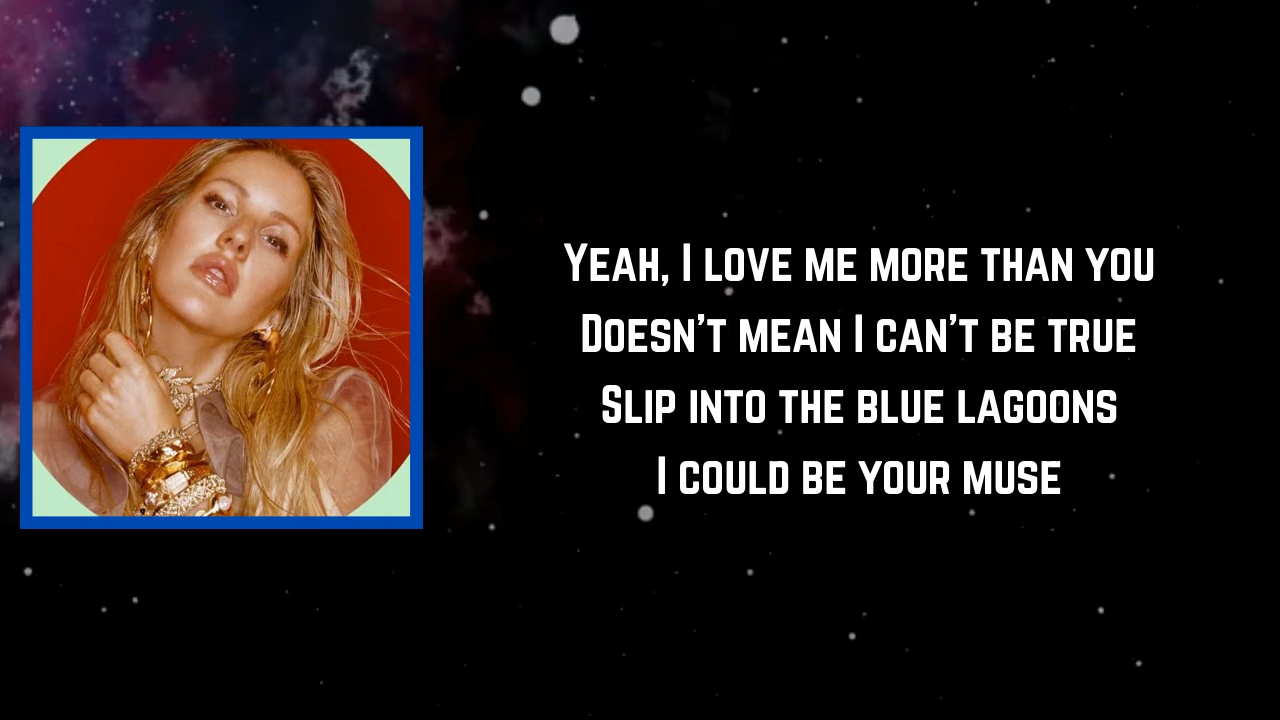 Yeah, I love me more than you
Doesn't mean I can't be true
Slip into the blue lagoons
I could be your muse